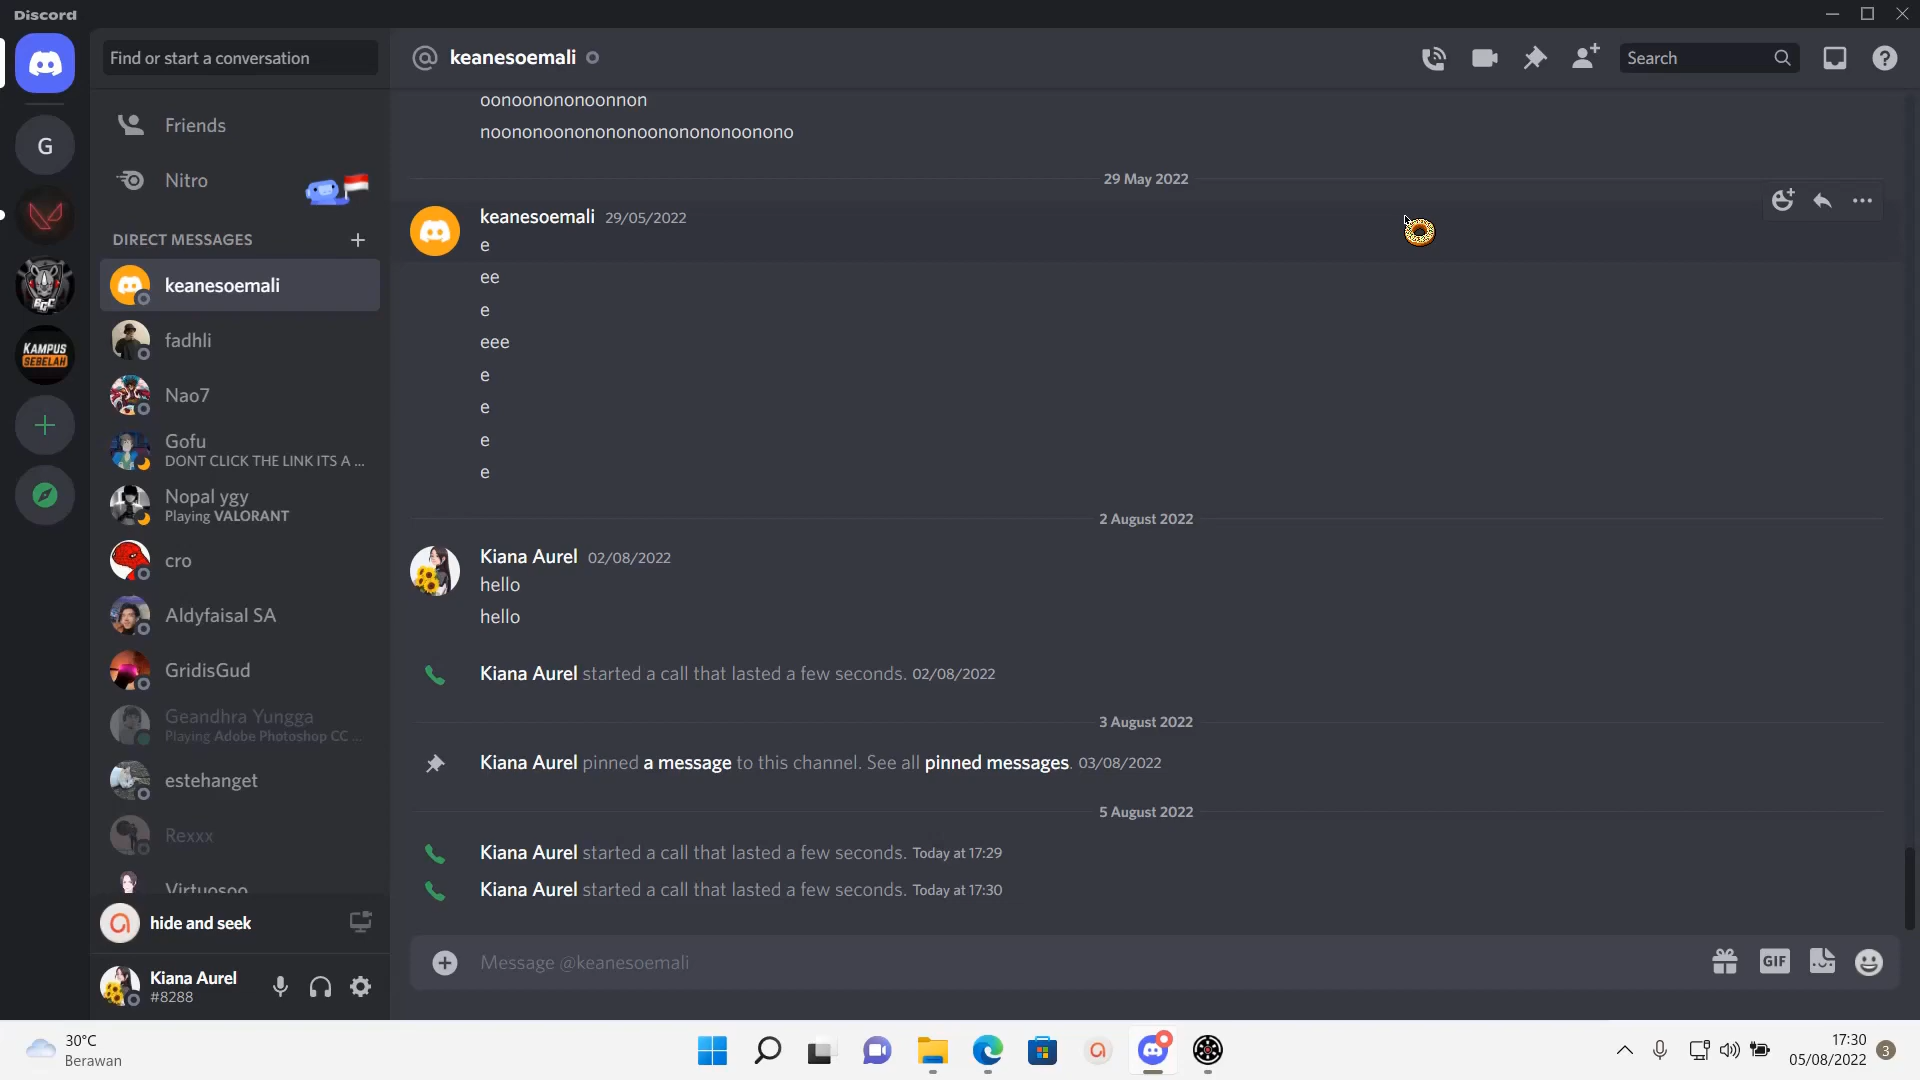 Discord
Find or start a conversation
Friends
Nitro
DIRECT MESSAGES
keanesoemali
fadhli
Nao7
Gofu
DONT CLICK THE LINK ITS A ...
Nopal ygy
Playing VALORANT
cro
Aldyfaisal SA
GridisGud
Geandhra Yungga
Playing Adobe Photoshop CC ...
estehanget
Rexxx
Virtuosoo
hide and seek
Kiana Aurel
#8288
G
BGC
KAMPUS
SEBELAH
keanesoemali
Search
oonoonononoonnon
noononoononononoonononononoonono
29 May 2022
keanesoemali 29/05/2022
e
ee
e
eee
e
e
e
e
2 August 2022
Kiana Aurel 02/08/2022
hello
hello
Kiana Aurel started a call that lasted a few seconds. 02/08/2022
3 August 2022
Kiana Aurel pinned a message to this channel. See all pinned messages. 03/08/2022
5 August 2022
Kiana Aurel started a call that lasted a few seconds. Today at 17:29
Kiana Aurel started a call that lasted a few seconds. Today at 17:30
Message @keanesoemali
GIF
30°C
Berawan
17:30
05/08/2022
3